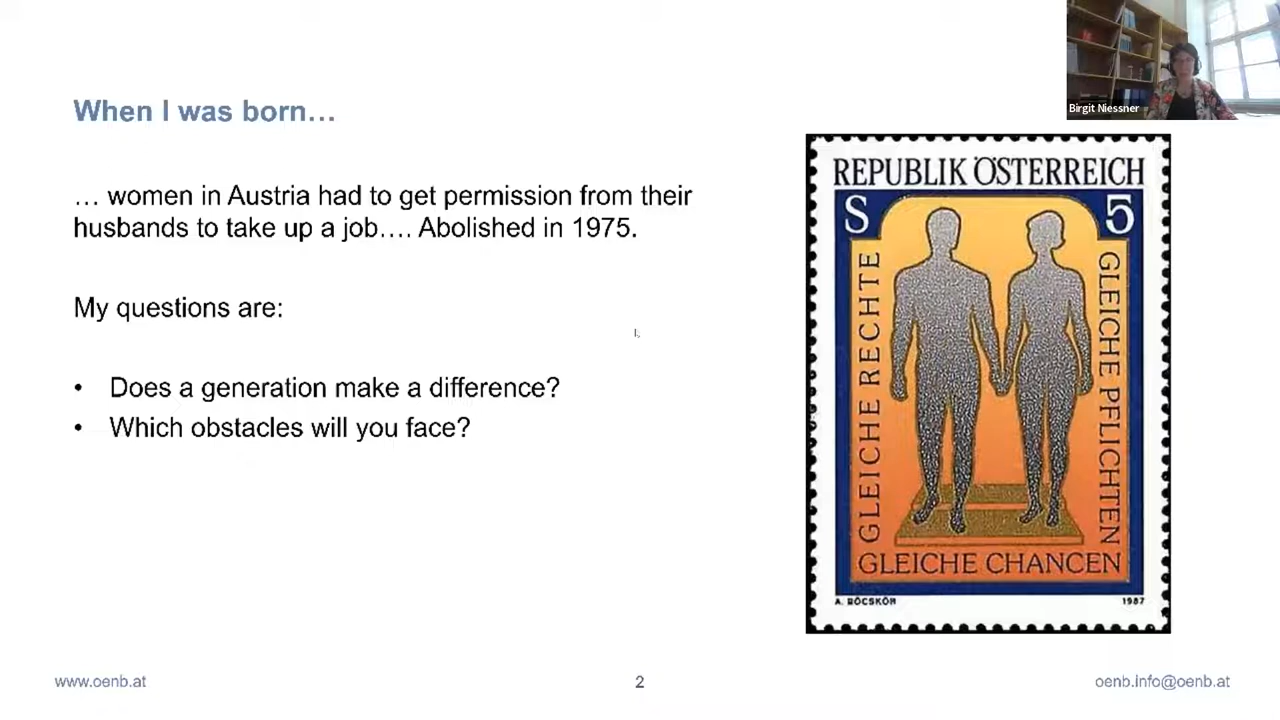 Birgit Niessner
When I was born…
… women in Austria had to get permission from their
husbands to take up a job…. Abolished in 1975.
My questions are:
• Does a generation make a difference?
• Which obstacles will you face?
REPUBLIK ÖSTERREICH
S 5
GLEICHE RECHTE
GLEICHE PFLICHTEN
GLEICHE CHANCEN
A. BÖCSKÖR 1987
www.oenb.at
2
oenb.info@oenb.at